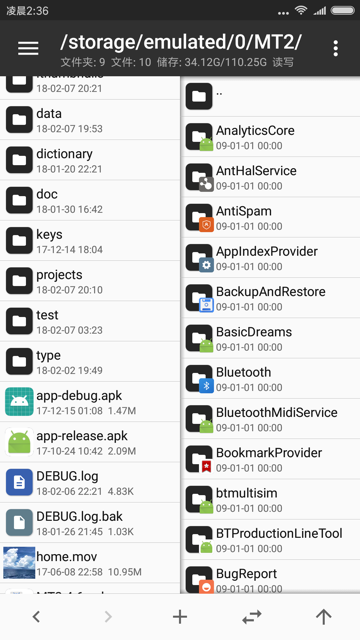 凌晨2:36
/storage/emulated/0/MT2/
文件夹: 9 文件: 10 储存: 34.12G/110.25G 读写
18-02-07 20:21
data
18-02-07 19:53
dictionary
18-01-20 22:21
doc
18-01-30 16:42
keys
17-12-14 18:04
projects
18-02-07 20:10
test
18-02-07 03:23
type
18-02-02 19:49
app-debug.apk
17-12-15 01:08 1.47M
app-release.apk
17-10-24 10:42 2.09M
DEBUG.log
18-02-06 22:21 4.83K
DEBUG.log.bak
18-01-26 21:45 1.03K
home.mov
17-06-08 22:58 10.95M
..
AnalyticsCore
09-01-01 00:00
AntHalService
09-01-01 00:00
AntiSpam
09-01-01 00:00
AppIndexProvider
09-01-01 00:00
BackupAndRestore
09-01-01 00:00
BasicDreams
09-01-01 00:00
Bluetooth
09-01-01 00:00
BluetoothMidiService
09-01-01 00:00
BookmarkProvider
09-01-01 00:00
btmultisim
09-01-01 00:00
BTProductionLineTool
09-01-01 00:00
BugReport
09-01-01 00:00